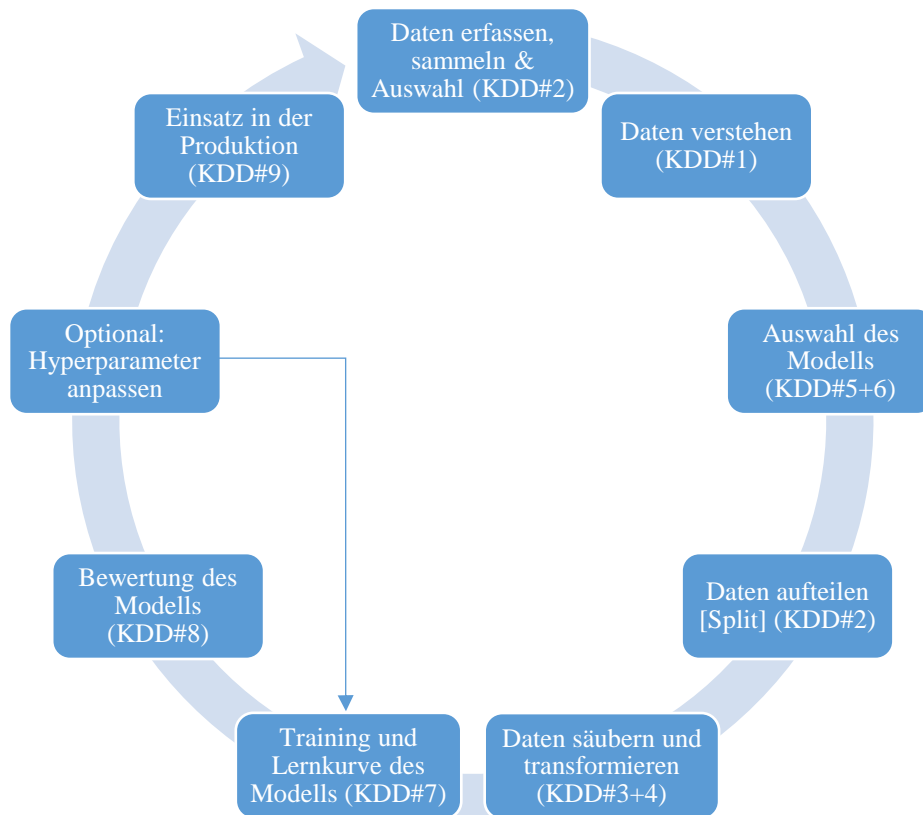 Daten erfassen,
sammeln &
Auswahl (KDD#2)
Daten verstehen
(KDD#1)
Auswahl des
Modells
(KDD#5+6)
Daten aufteilen
[Split] (KDD#2)
Daten säubern und
transformieren
(KDD#3+4)
Training und
Lernkurve des
Modells (KDD#7)
Bewertung des
Modells
(KDD#8)
Optional:
Hyperparameter
anpassen
Einsatz in der
Produktion
(KDD#9)